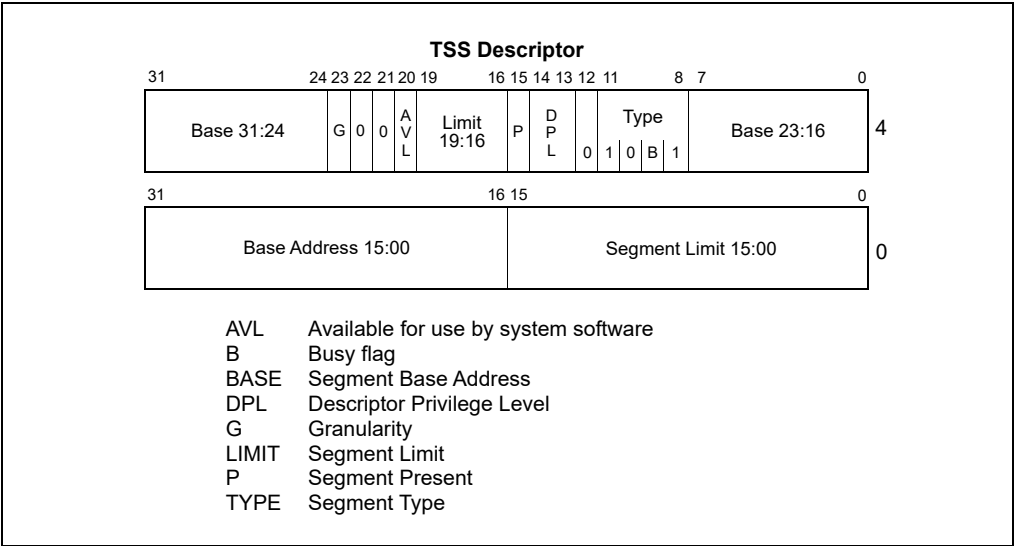 TSS Descriptor
31 24 23 22 21 20 19 16 15 14 13 12 11 8 7 0
Base 31:24 G 0 0 AVL Limit 19:16 P DPL 0 Type 1 0 B 1 Base 23:16 4
31 16 15 0
Base Address 15:00 Segment Limit 15:00 0
AVL Available for use by system software
B Busy flag
BASE Segment Base Address
DPL Descriptor Privilege Level
G Granularity
LIMIT Segment Limit
P Segment Present
TYPE Segment Type